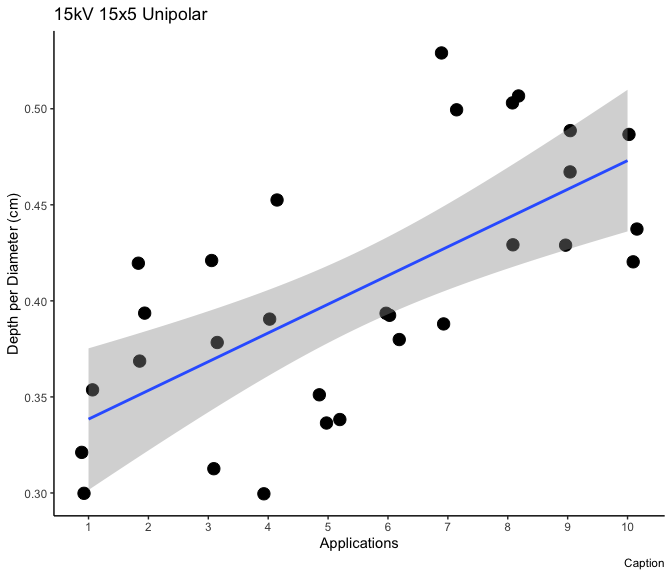 15kV 15x5 Unipolar
0.50
0.45
0.40
0.35
0.30
Depth per Diameter (cm)
1 2 3 4 5 6 7 8 9 10
Applications
Caption